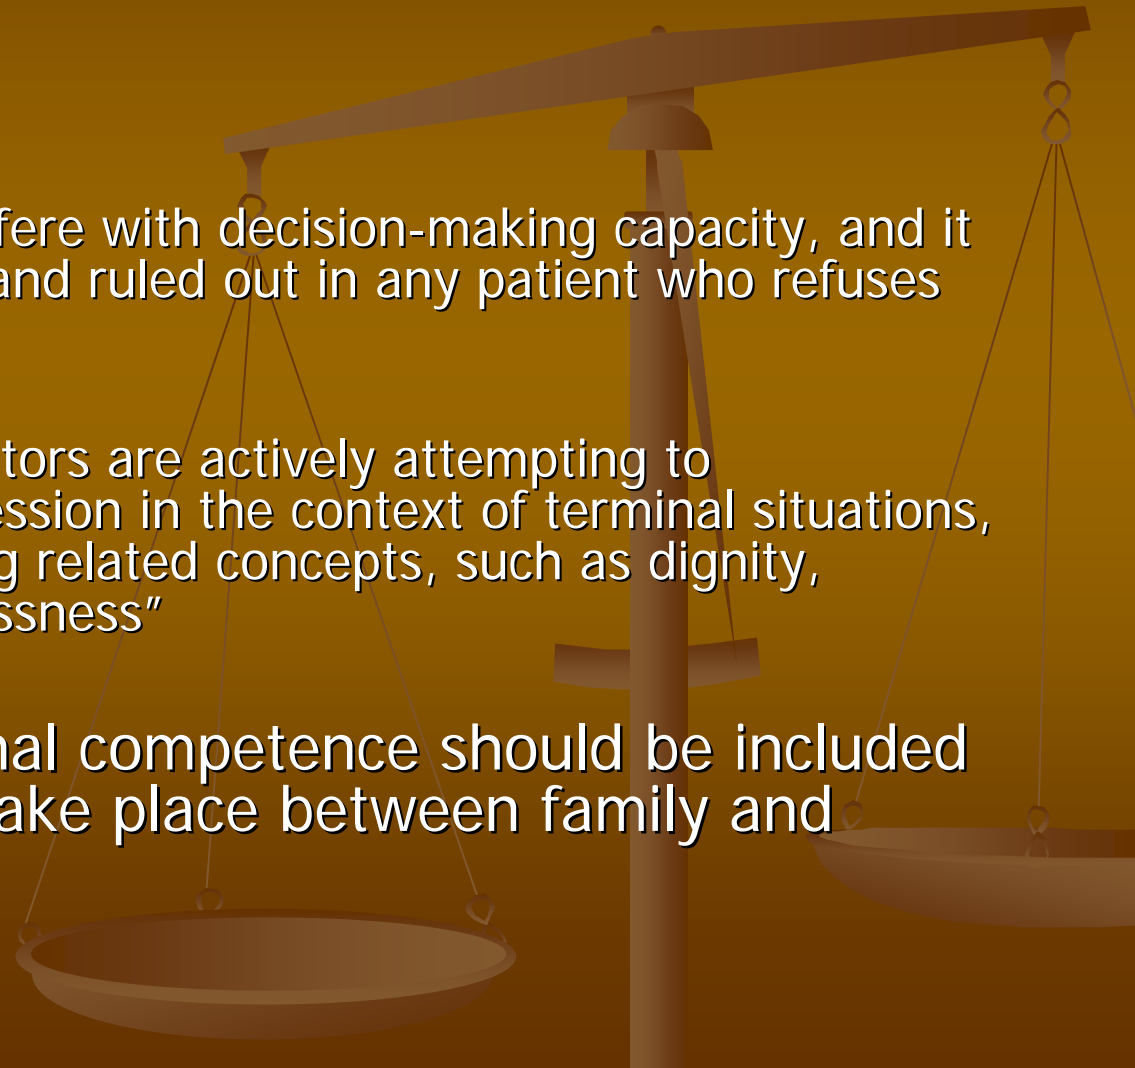 fere with decision-making capacity, and it
and ruled out in any patient who refuses
tors are actively attempting to
ession in the context of terminal situations,
g related concepts, such as dignity,
ssness”
nal competence should be included
ake place between family and